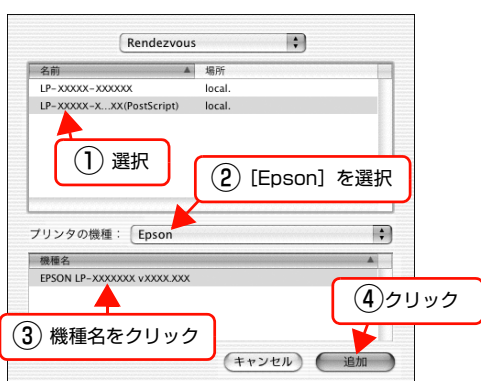 Rendezvous
名前 場所
LP-XXXXX-XXXXXX local.
LP-XXXXX-X...XX(PostScript) local.
① 選択
② [Epson] を選択
プリンタの機種： Epson
機種名
EPSON LP-XXXXXXX vXXXX.XXX
④クリック
③ 機種名をクリック
キャンセル 追加